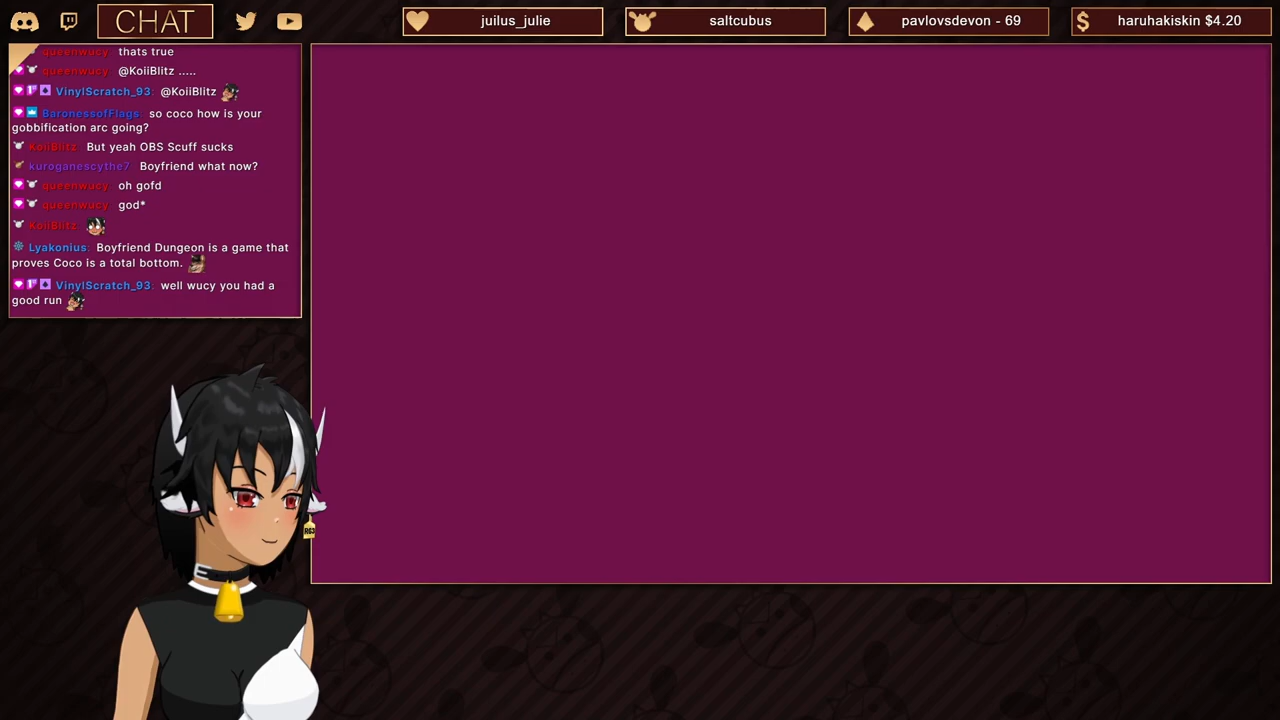 CHAT
juilus_julie
saltcubus
pavlovsdevon - 69
haruhakiskin $4.20
queenwucy: thats true
queenwucy: @KoiiBlitz .....
VinylScratch_93: @KoiiBlitz
BaronessofFlags: so coco how is your
gobbification arc going?
KoiiBlitz: But yeah OBS Scuff sucks
kuroganescythe7: Boyfriend what now?
queenwucy: oh gofd
queenwucy: god*
KoiiBlitz:
Lyakonius: Boyfriend Dungeon is a game that
proves Coco is a total bottom.
VinylScratch_93: well wucy you had a
good run
R63